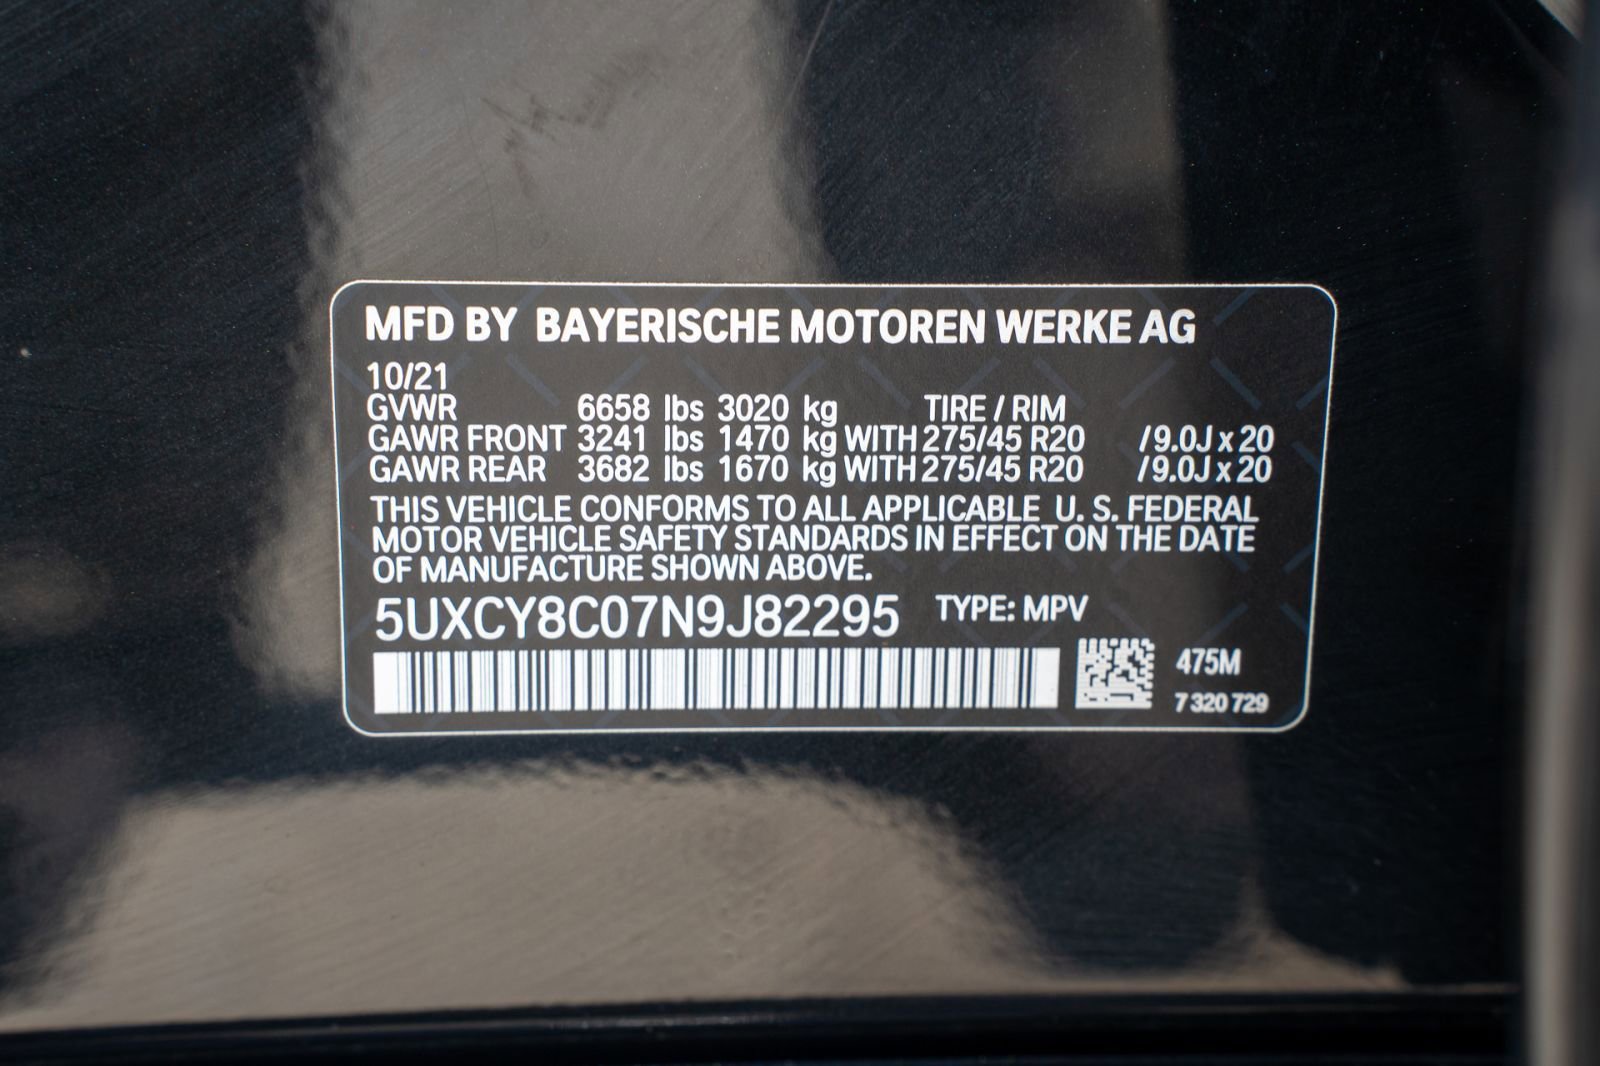 MFD BY BAYERISCHE MOTOREN WERKE AG
10/21
GVWR 6658 lbs 3020 kg TIRE / RIM
GAWR FRONT 3241 lbs 1470 kg WITH 275/45 R20 /9.0J x 20
GAWR REAR 3682 lbs 1670 kg WITH 275/45 R20 /9.0J x 20
THIS VEHICLE CONFORMS TO ALL APPLICABLE U. S. FEDERAL
MOTOR VEHICLE SAFETY STANDARDS IN EFFECT ON THE DATE
OF MANUFACTURE SHOWN ABOVE.
5UXCY8C07N9J82295 TYPE: MPV
475M
7 320 729